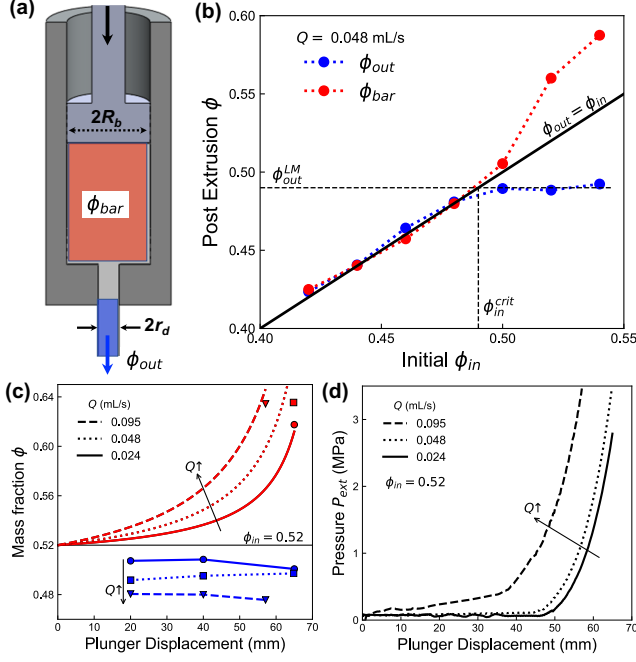 (a)
2R_b
ϕ_bar
2r_d
ϕ_out
(b)
Q = 0.048 mL/s
ϕ_out
ϕ_bar
ϕ_out = ϕ_in
ϕ_out^LM
ϕ_in^crit
Post Extrusion ϕ
0.60
0.55
0.50
0.45
0.40
0.40
0.45
0.50
0.55
Initial ϕ_in
(c)
Q (mL/s)
0.095
0.048
0.024
Q↑
ϕ_in = 0.52
Q↑
Mass fraction ϕ
0.64
0.60
0.56
0.52
0.48
0
10
20
30
40
50
60
70
Plunger Displacement (mm)
(d)
Q (mL/s)
0.095
0.048
0.024
ϕ_in = 0.52
Q↑
Pressure P_ext (MPa)
3
2
1
0
0
10
20
30
40
50
60
70
Plunger Displacement (mm)